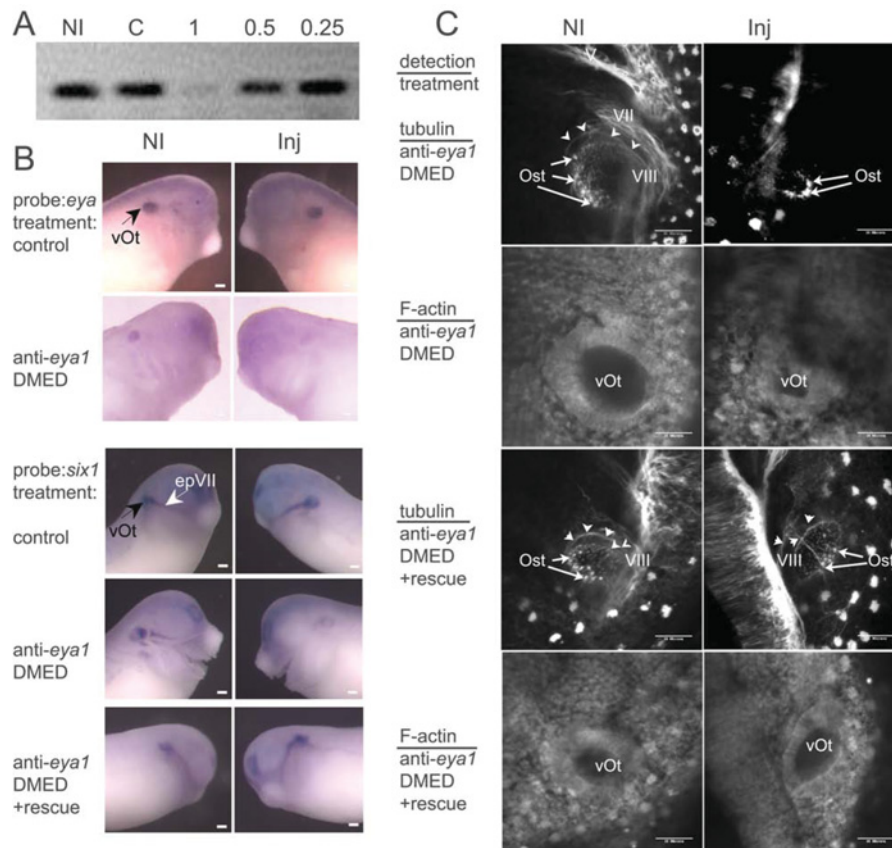 A
NI C 1 0.5 0.25
B
NI Inj
probe:eya
treatment:
control
vOt
anti-eya1
DMED
probe:six1
treatment:
control
vOt
epVII
anti-eya1
DMED
anti-eya1
DMED
+rescue
C
NI Inj
detection
treatment
tubulin
anti-eya1
DMED
VII
Ost
VIII
Ost
F-actin
anti-eya1
DMED
vOt
vOt
tubulin
anti-eya1
DMED
+rescue
Ost
VIII
VIII
Ost
F-actin
anti-eya1
DMED
+rescue
vOt
vOt